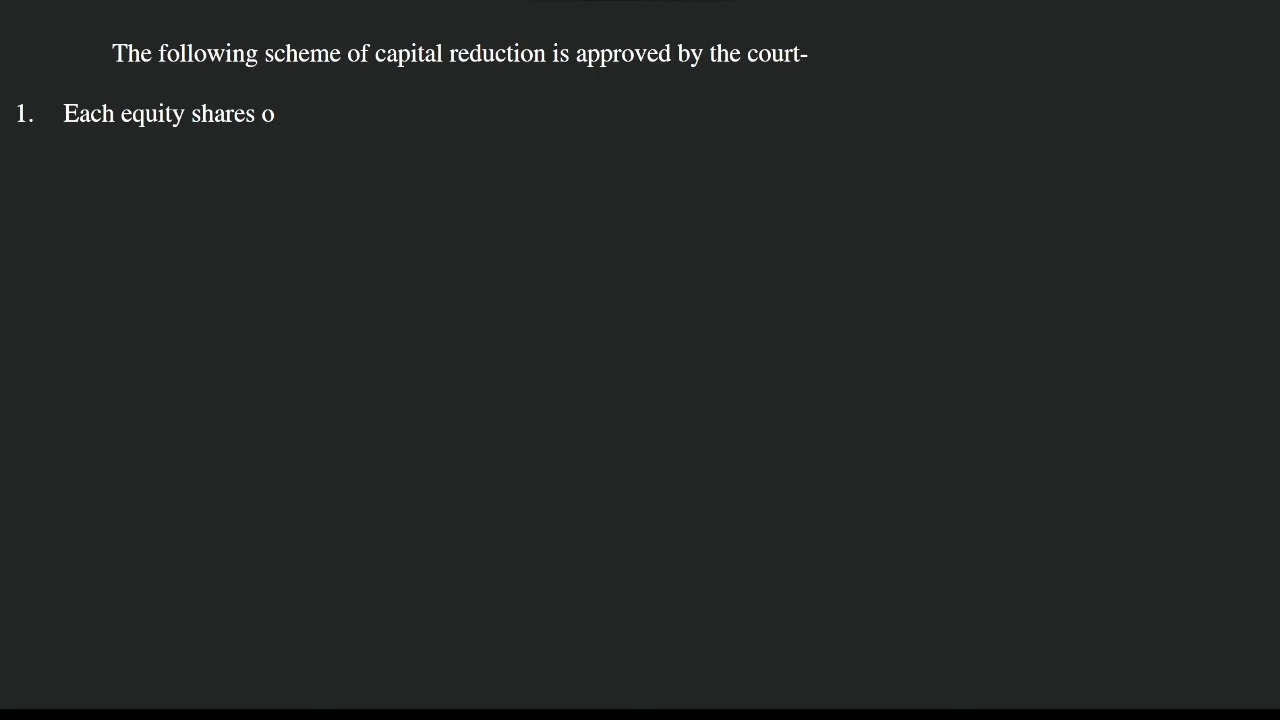 The following scheme of capital reduction is approved by the court-
1. Each equity shares o